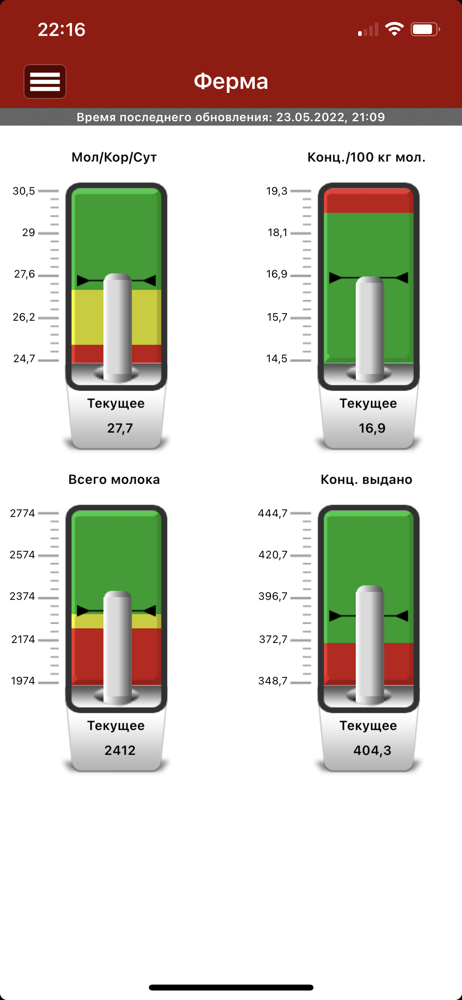 22:16
Ферма
Время последнего обновления: 23.05.2022, 21:09
Мол/Кор/Сут
30,5
29
27,6
26,2
24,7
Текущее
27,7
Конц./100 кг мол.
19,3
18,1
16,9
15,7
14,5
Текущее
16,9
Всего молока
2774
2574
2374
2174
1974
Текущее
2412
Конц. выдано
444,7
420,7
396,7
372,7
348,7
Текущее
404,3